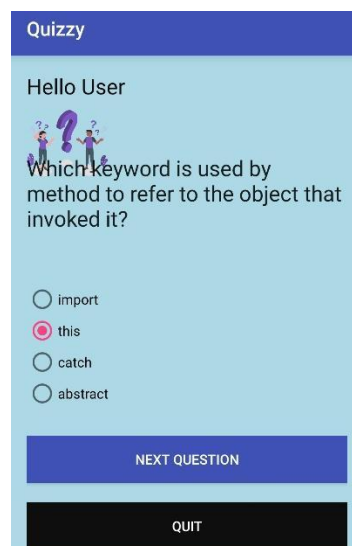 Quizzy
Hello User
Which keyword is used by
method to refer to the object that
invoked it?
import
this
catch
abstract
NEXT QUESTION
QUIT